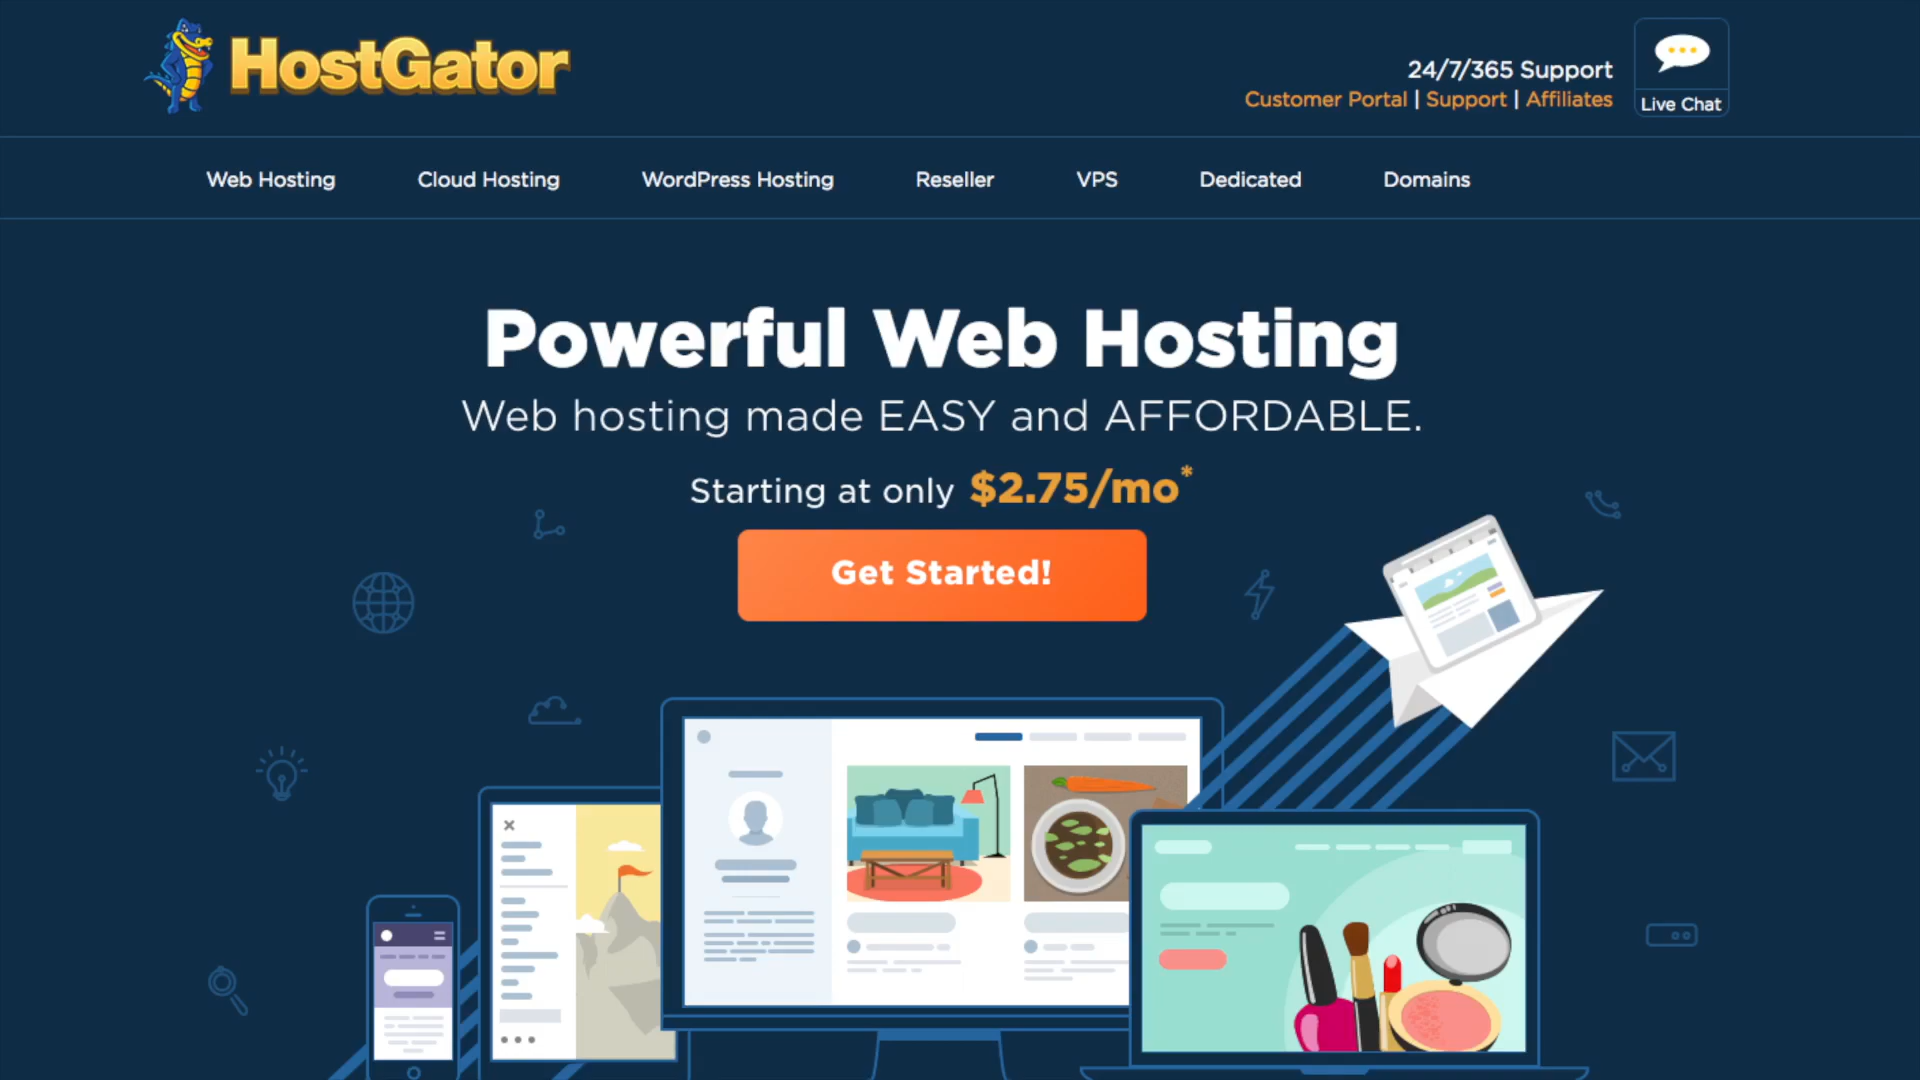 HostGator
24/7/365 Support
Customer Portal | Support | Affiliates
Live Chat
Web Hosting Cloud Hosting WordPress Hosting Reseller VPS Dedicated Domains
Powerful Web Hosting
Web hosting made EASY and AFFORDABLE.
Starting at only $2.75/mo*
Get Started!